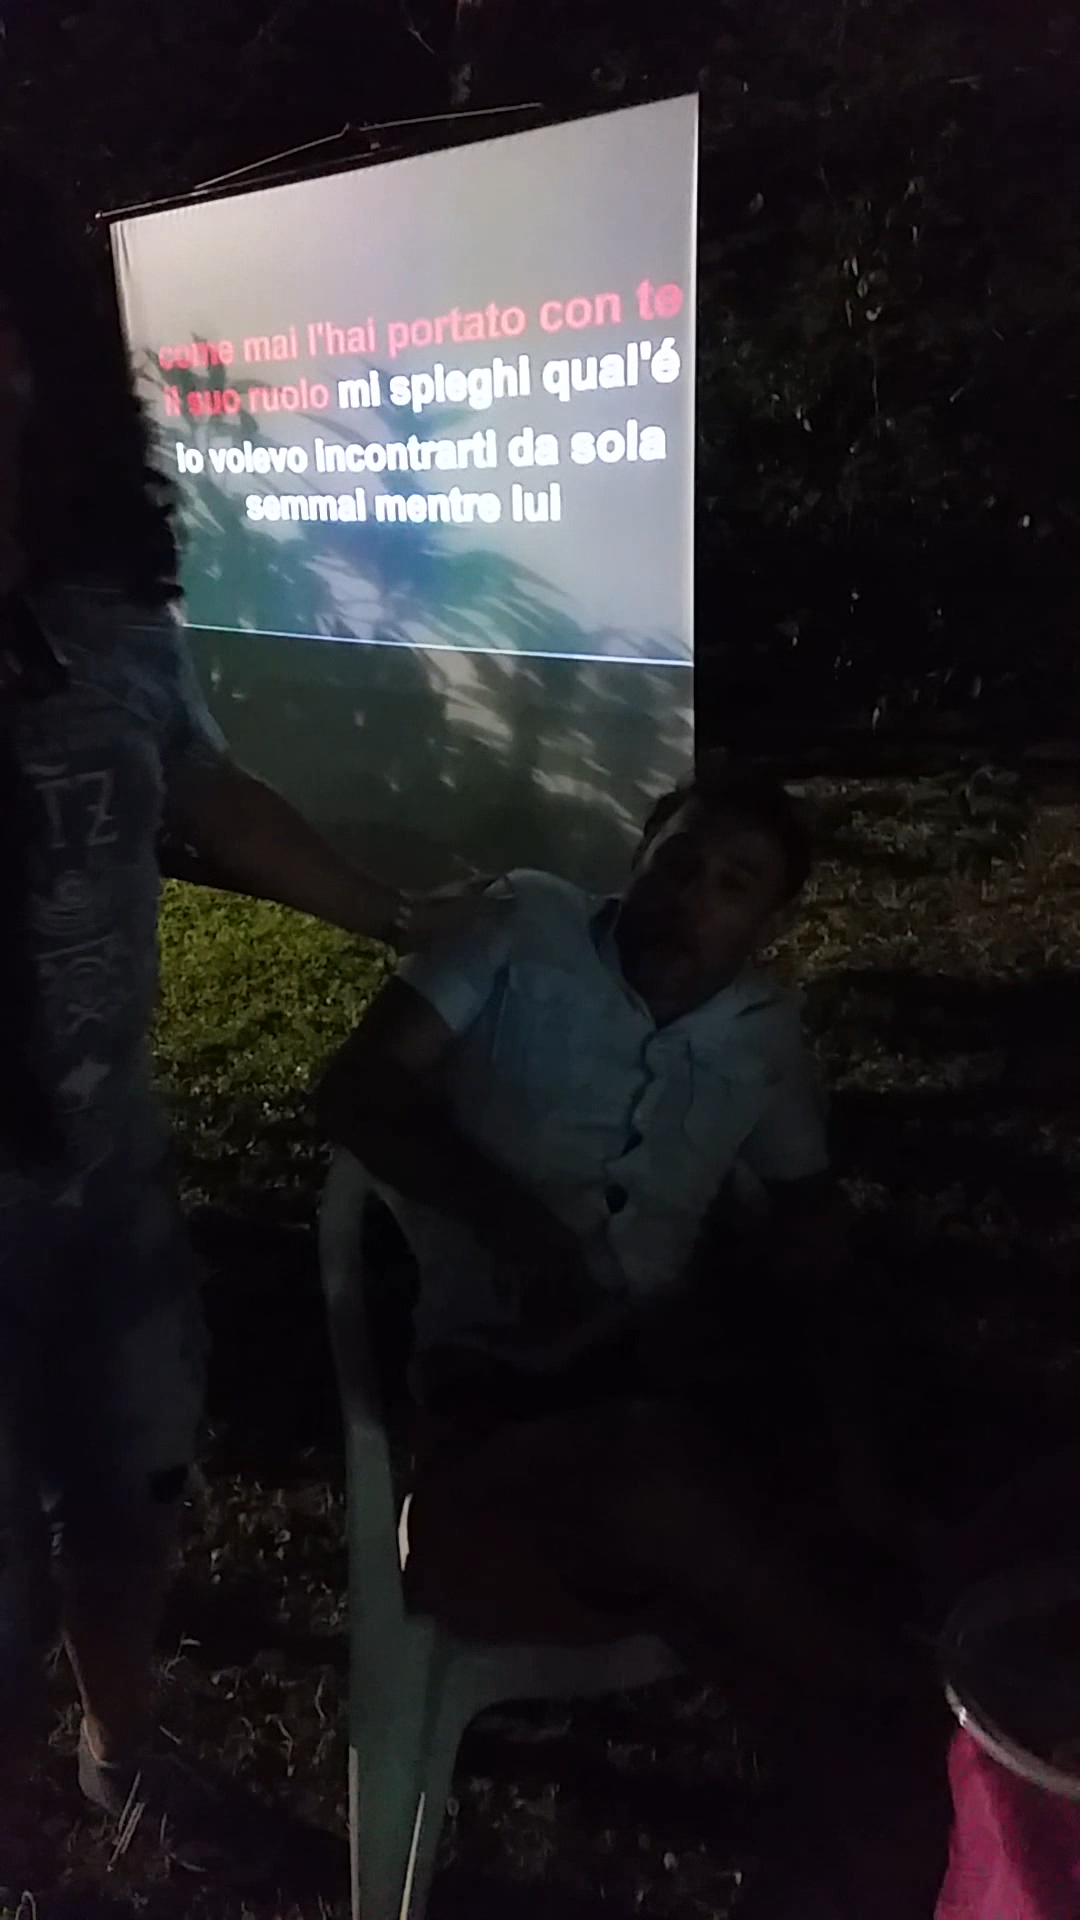 come mai l'hai portato con te
il suo ruolo mi spieghi qual'é
Io volevo incontrarti da sola
semmai mentre lui
TZ